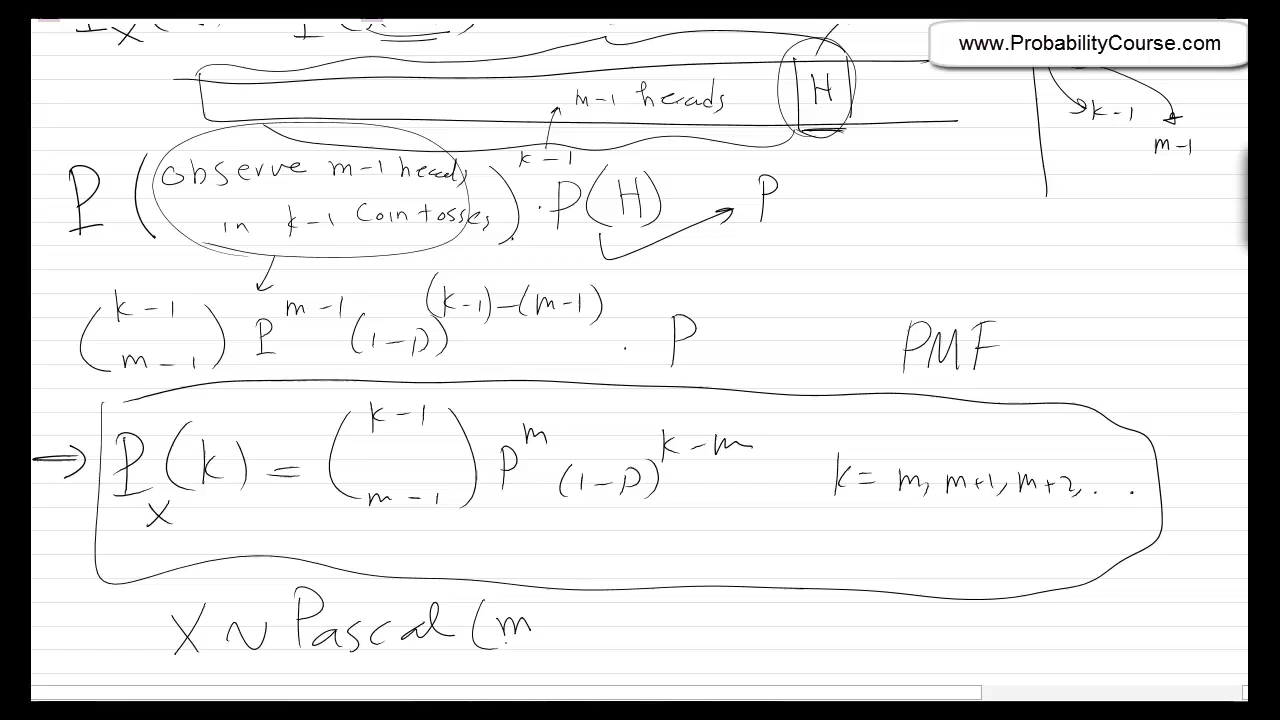 www.ProbabilityCourse.com
m-1 heads H
k-1
m-1
k-1
P(observe m-1 heads in k-1 Coin tosses) · P(H) → P
(k-1 m-1) P^m-1 (1-P)^(k-1)-(m-1) · P
PMF
⇒ P_X(k) = (k-1 m-1) P^m (1-P)^k-m k = m, m+1, m+2, ...
X ~ Pascal (m